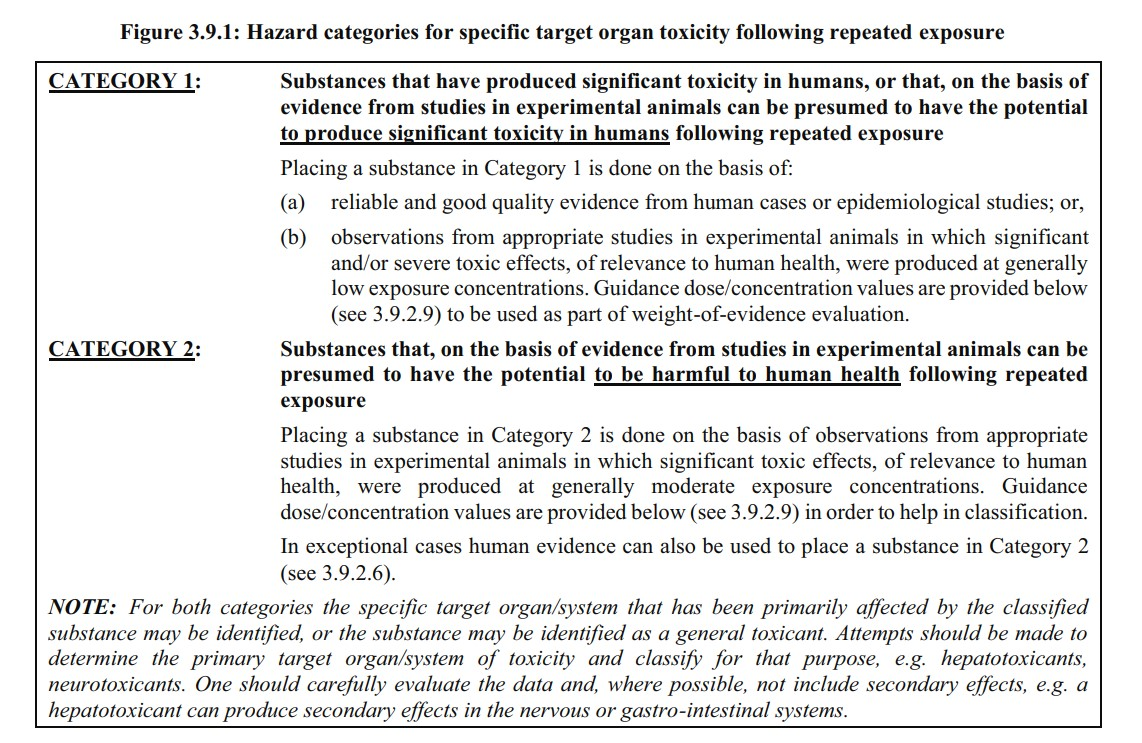 Figure 3.9.1: Hazard categories for specific target organ toxicity following repeated exposure
CATEGORY 1: Substances that have produced significant toxicity in humans, or that, on the basis of
evidence from studies in experimental animals can be presumed to have the potential
to produce significant toxicity in humans following repeated exposure
Placing a substance in Category 1 is done on the basis of:
(a) reliable and good quality evidence from human cases or epidemiological studies; or,
(b) observations from appropriate studies in experimental animals in which significant
and/or severe toxic effects, of relevance to human health, were produced at generally
low exposure concentrations. Guidance dose/concentration values are provided below
(see 3.9.2.9) to be used as part of weight-of-evidence evaluation.
CATEGORY 2: Substances that, on the basis of evidence from studies in experimental animals can be
presumed to have the potential to be harmful to human health following repeated
exposure
Placing a substance in Category 2 is done on the basis of observations from appropriate
studies in experimental animals in which significant toxic effects, of relevance to human
health, were produced at generally moderate exposure concentrations. Guidance
dose/concentration values are provided below (see 3.9.2.9) in order to help in classification.
In exceptional cases human evidence can also be used to place a substance in Category 2
(see 3.9.2.6).
NOTE: For both categories the specific target organ/system that has been primarily affected by the classified
substance may be identified, or the substance may be identified as a general toxicant. Attempts should be made to
determine the primary target organ/system of toxicity and classify for that purpose, e.g. hepatotoxicants,
neurotoxicants. One should carefully evaluate the data and, where possible, not include secondary effects, e.g. a
hepatotoxicant can produce secondary effects in the nervous or gastro-intestinal systems.